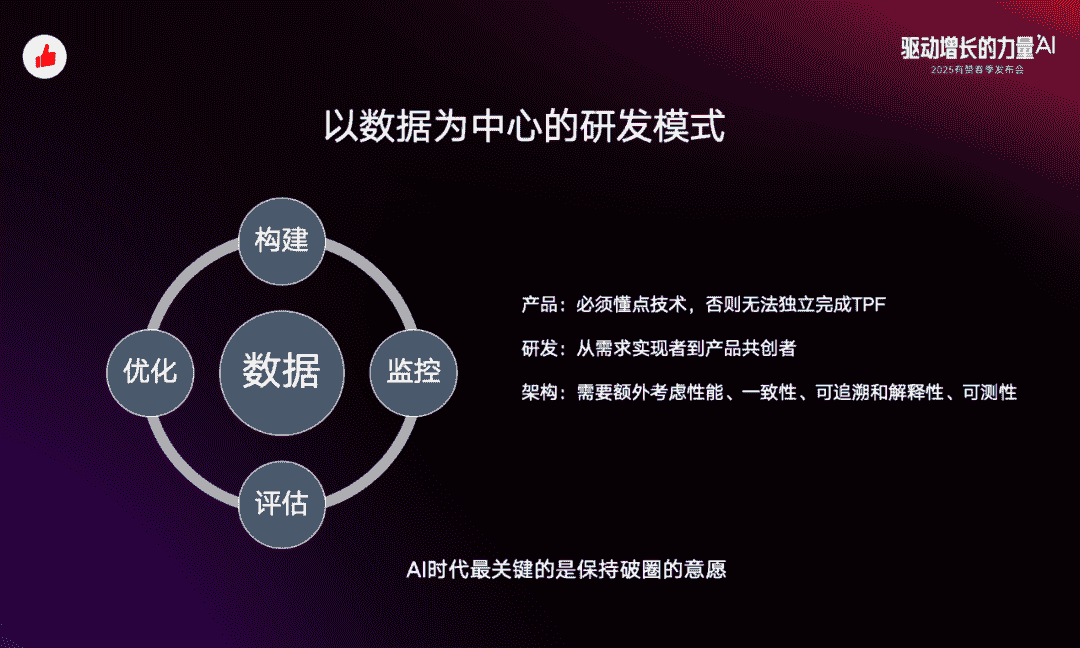 驱动增长的力量AI
2025有赞春季发布会
以数据为中心的研发模式
构建
优化
数据
监控
评估
产品：必须懂点技术，否则无法独立完成TPF
研发：从需求实现者到产品共创者
架构：需要额外考虑性能、一致性、可追溯和解释性、可测性
AI时代最关键的是保持破圈的意愿